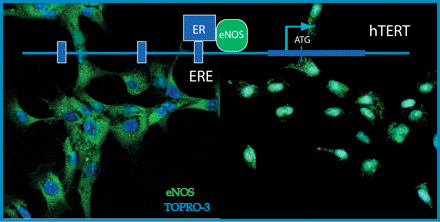 ER
eNOS
hTERT
ATG
ERE
eNOS
TOPRO-3